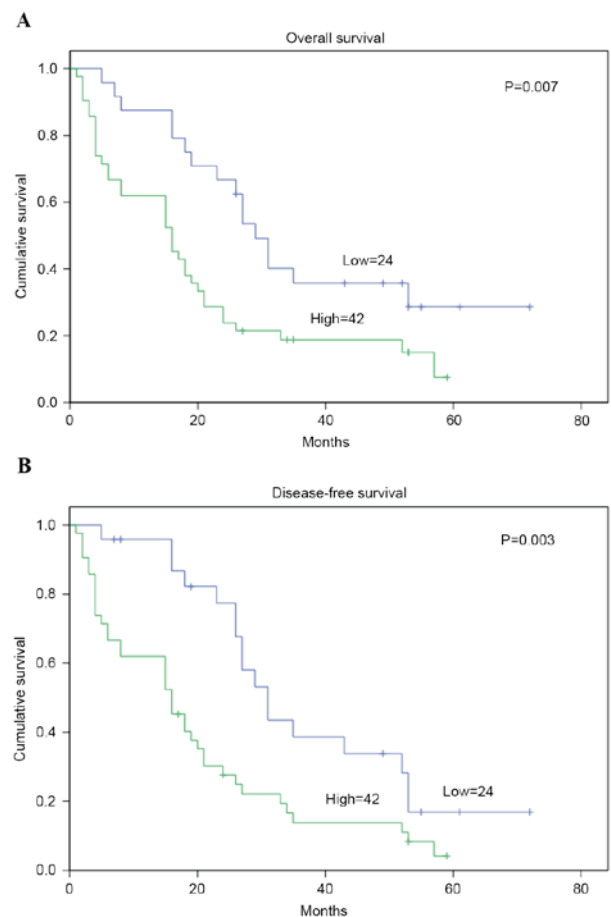 A
Overall survival
P=0.007
1.0
0.8
0.6
0.4
0.2
0.0
Cumulative survival
Low=24
High=42
0 20 40 60 80
Months
B
Disease-free survival
P=0.003
1.0
0.8
0.6
0.4
0.2
0.0
Cumulative survival
High=42
Low=24
0 20 40 60 80
Months